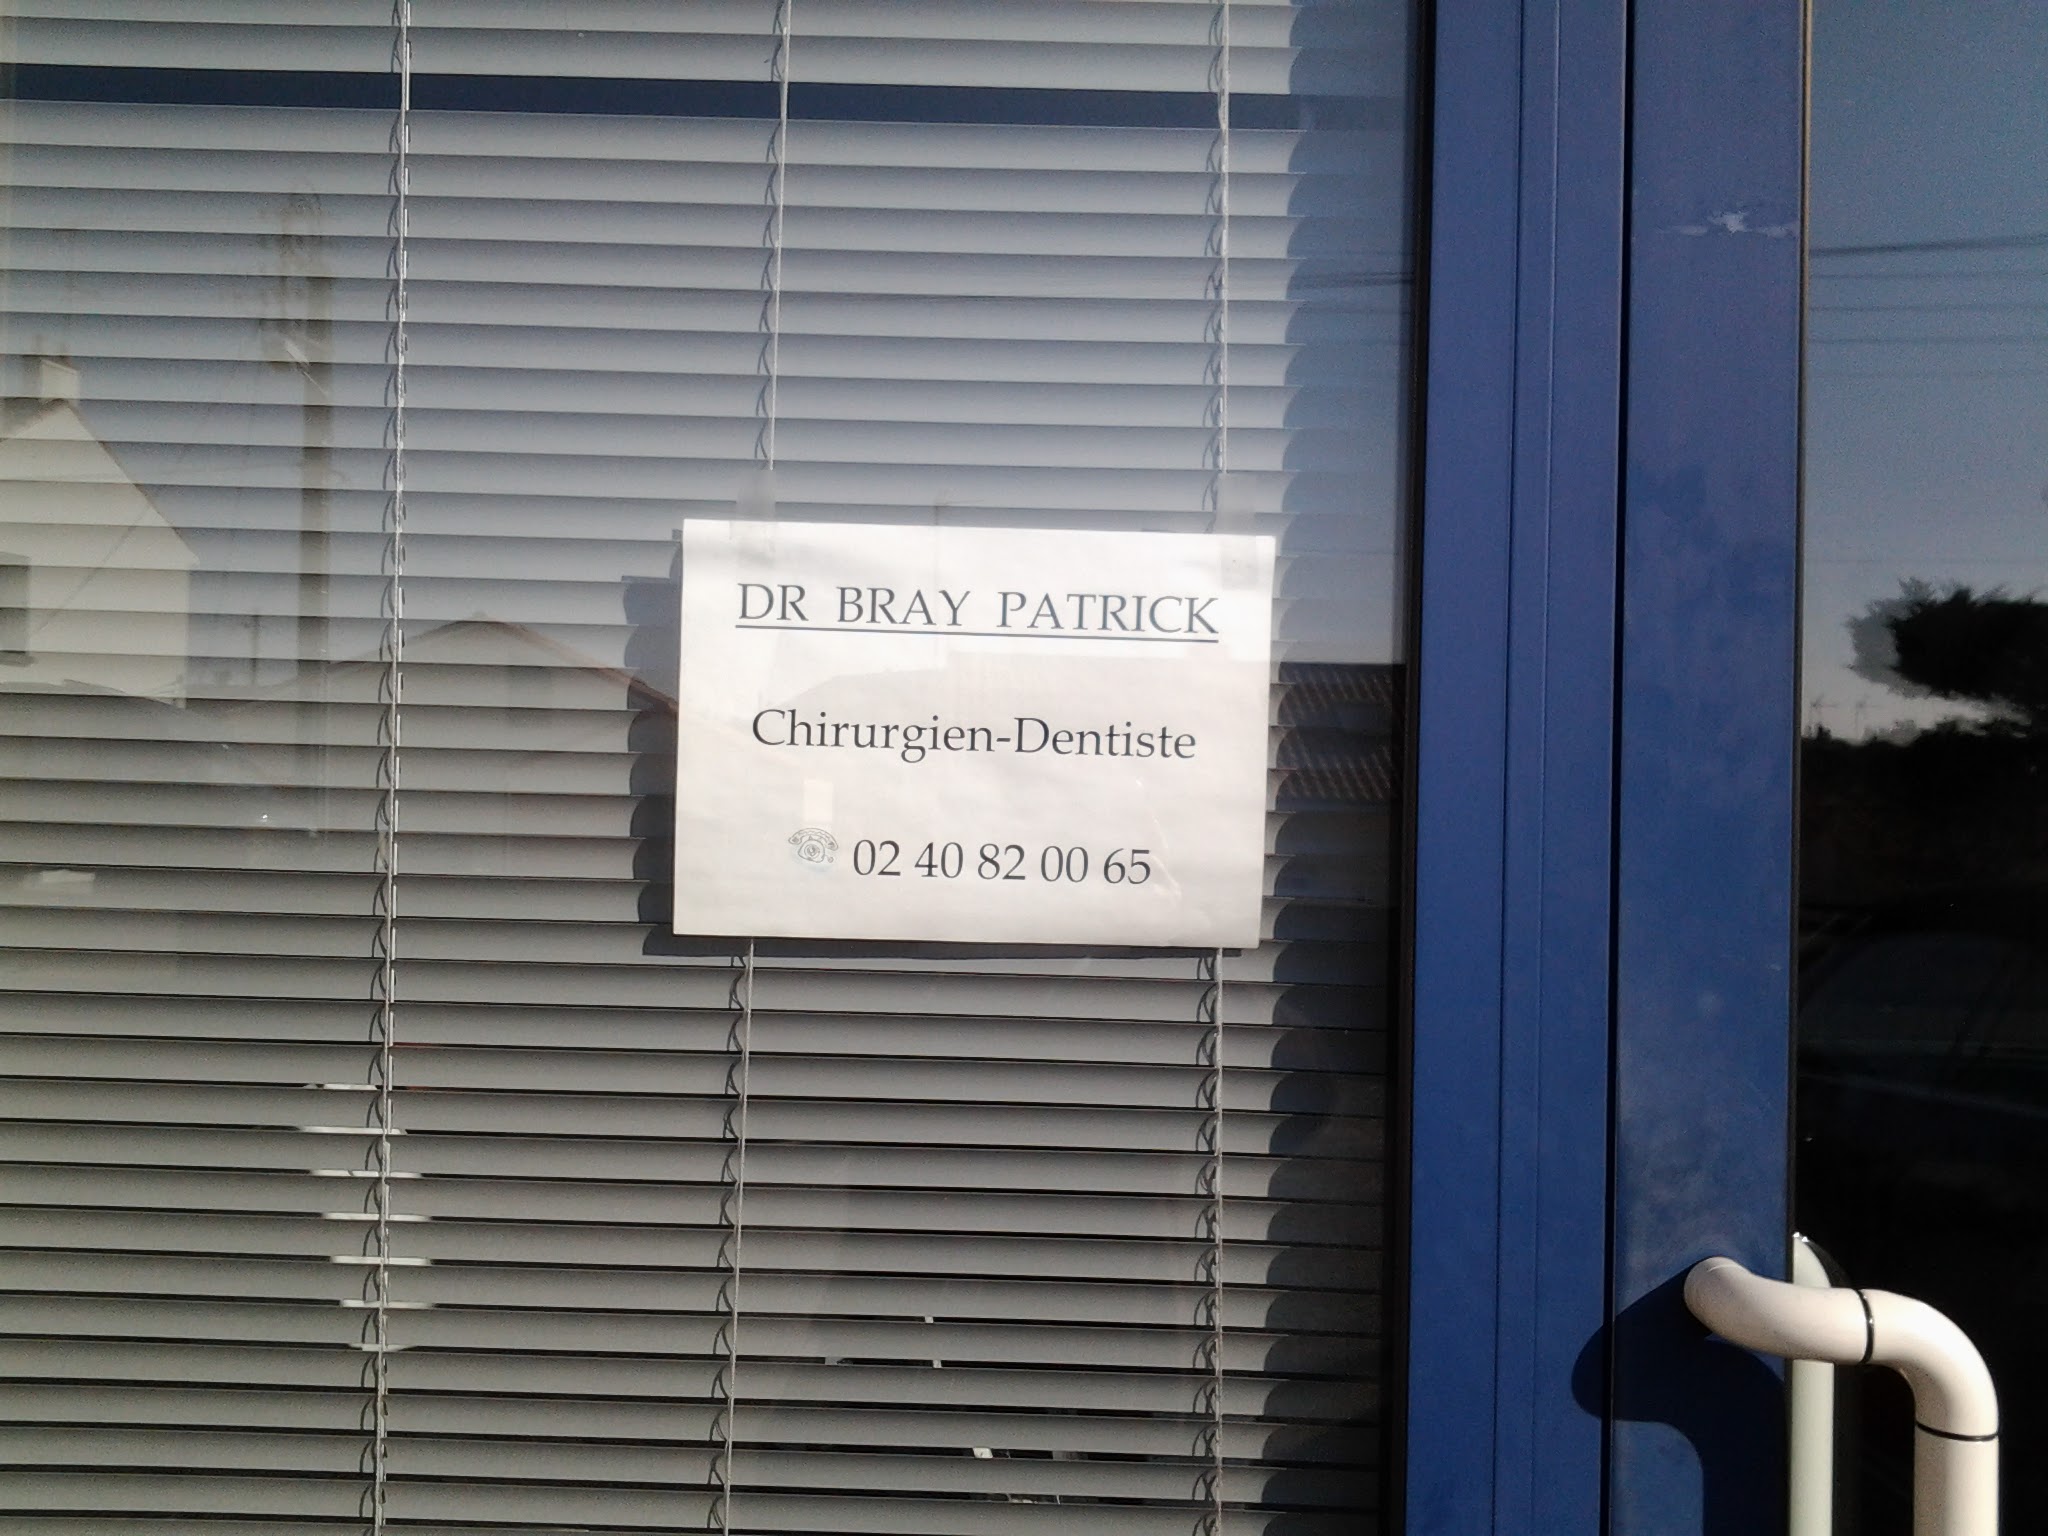 DR BRAY PATRICK
Chirurgien-Dentiste
02 40 82 00 65